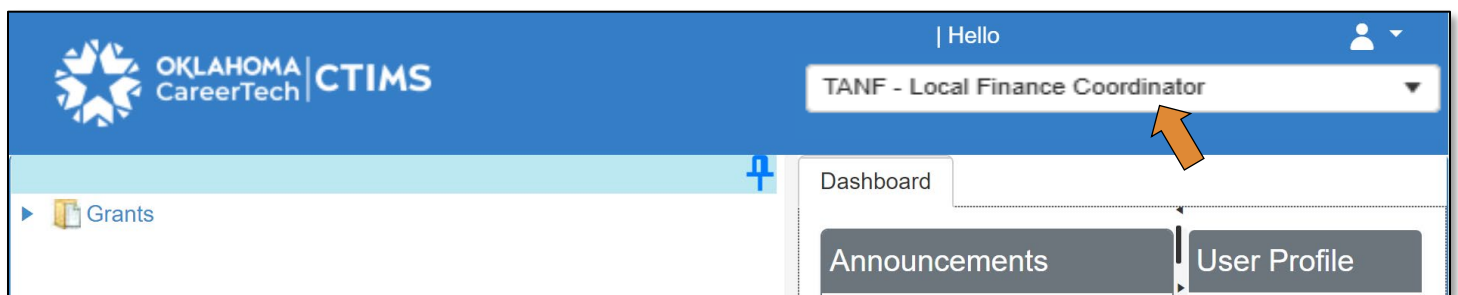 | Hello
OKLAHOMA
CareerTech
CTIMS
TANF - Local Finance Coordinator
Grants
Dashboard
Announcements
User Profile